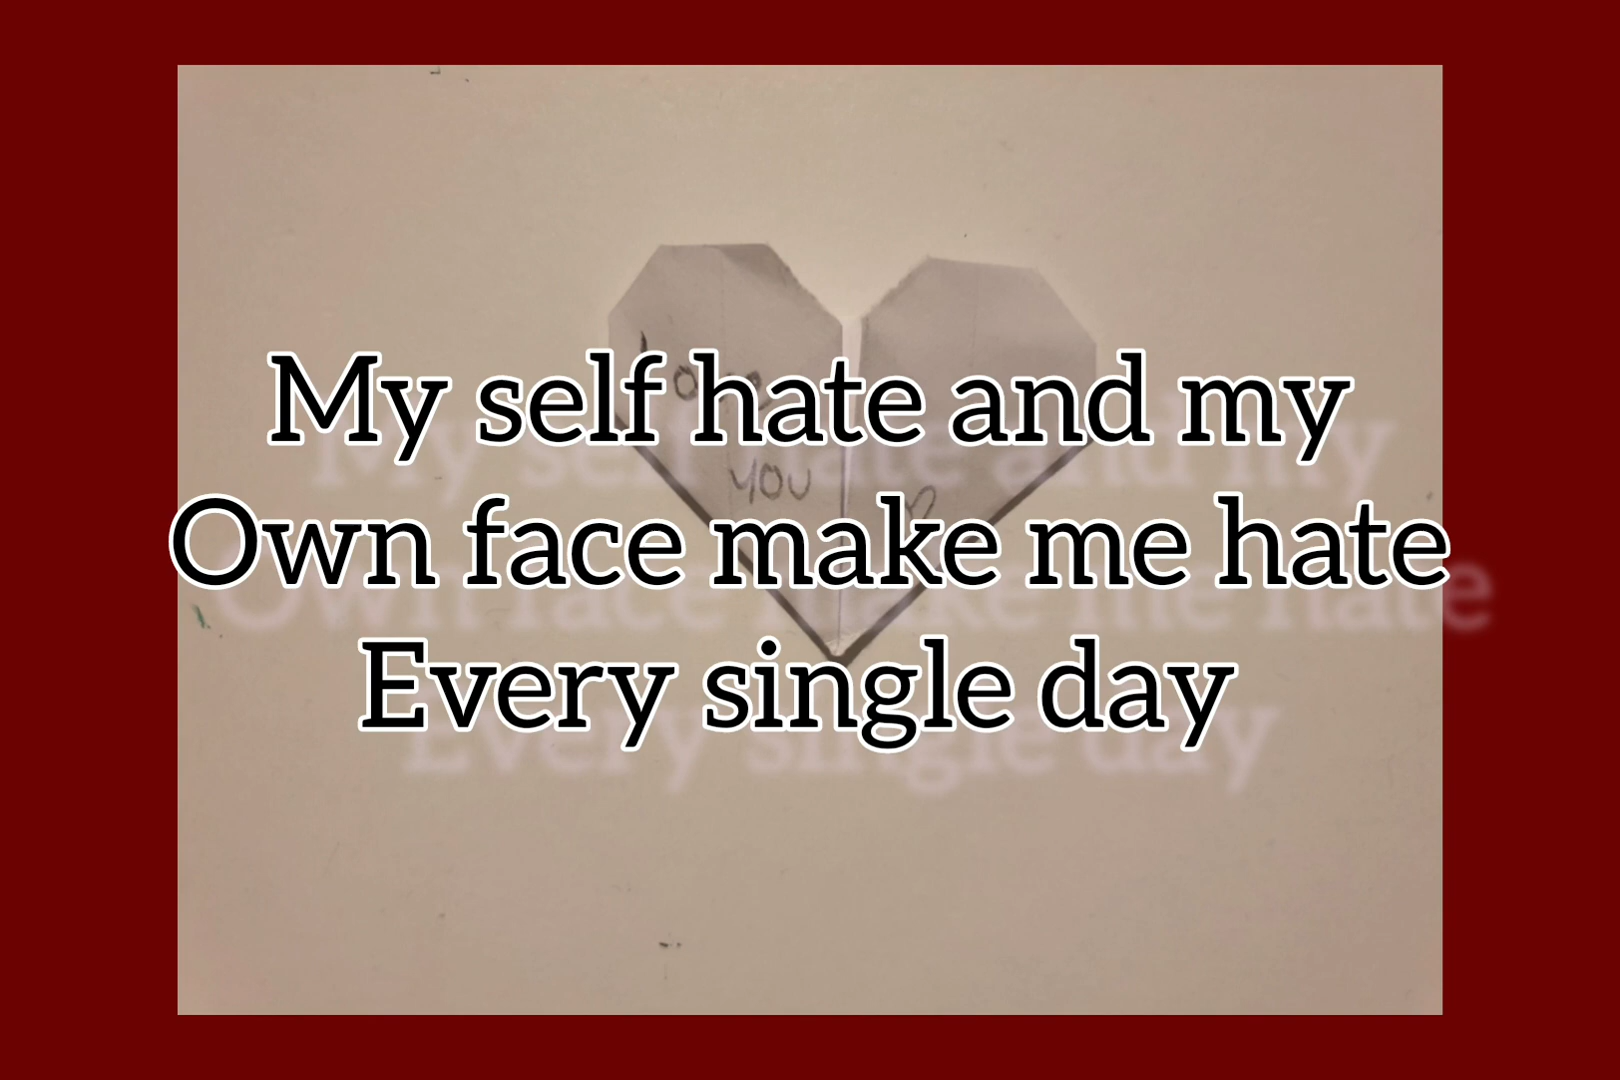 My self hate and my
Own face make me hate
Every single day
you